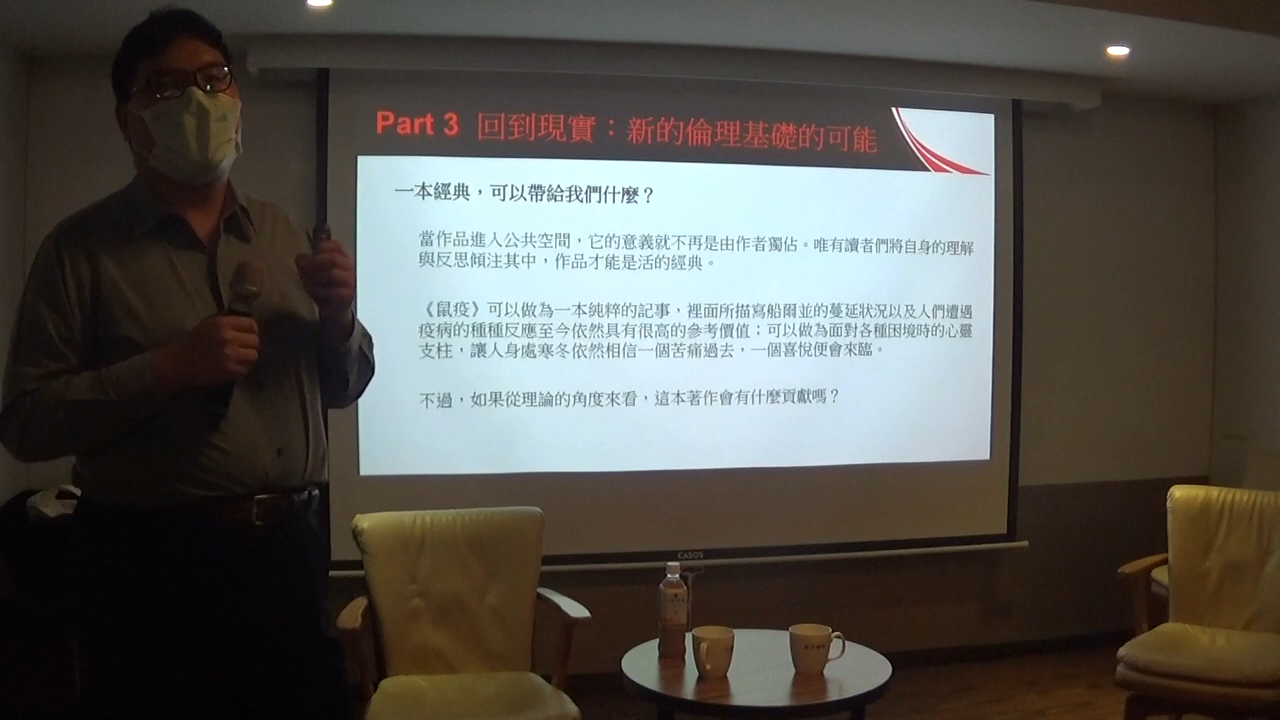 Part 3 回到現實：新的倫理基礎的可能
一本經典，可以帶給我們什麼？
當作品進入公共空間，它的意義就不再是由作者獨佔。唯有讀者們將自身的理解
與反思傾注其中，作品才能是活的經典。
《鼠疫》可以做為一本純粹的記事，裡面所描寫船爾並的蔓延狀況以及人們遭遇
疫病的種種反應至今依然具有很高的參考價值；可以做為面對各種困境時的心靈
支柱，讓人身處寒冬依然相信一個苦痛過去，一個喜悅便會來臨。
不過，如果從理論的角度來看，這本著作會有什麼貢獻嗎？
CASOS